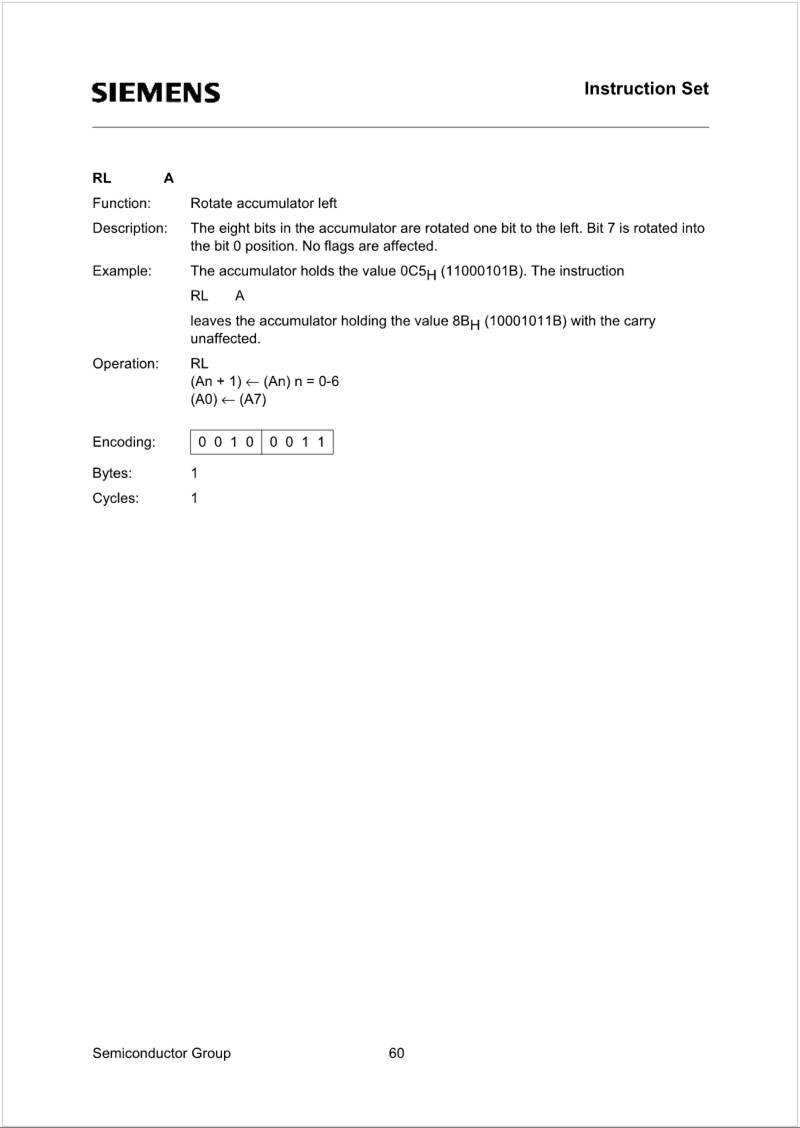 SIEMENS
Instruction Set
RL A
Function: Rotate accumulator left
Description: The eight bits in the accumulator are rotated one bit to the left. Bit 7 is rotated into
the bit 0 position. No flags are affected.
Example: The accumulator holds the value 0C5H (11000101B). The instruction
RL A
leaves the accumulator holding the value 8BH (10001011B) with the carry
unaffected.
Operation: RL
(An + 1) ← (An) n = 0-6
(A0) ← (A7)
Encoding: 0 0 1 0 0 0 1 1
Bytes: 1
Cycles: 1
Semiconductor Group 60